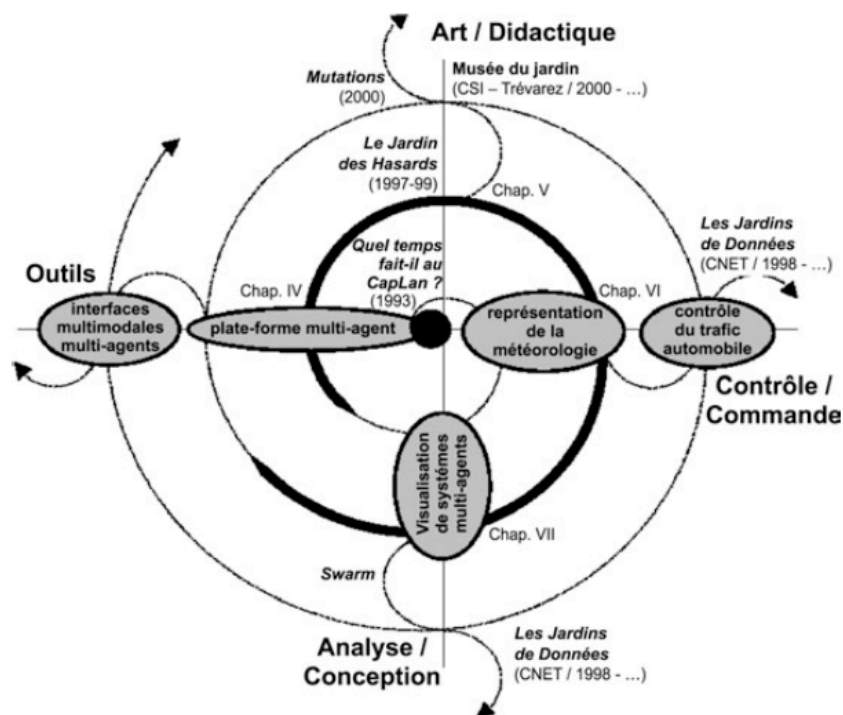 Art / Didactique
Mutations
(2000)
Musée du jardin
(CSI – Trévarez / 2000 - ...)
Le Jardin
des Hasards
(1997-99)
Chap. V
Quel temps
fait-il au
CapLan ?
(1993)
Les Jardins
de Données
(CNET / 1998 - ...)
Outils
Chap. IV
Chap. VI
interfaces
multimodales
multi-agents
plate-forme multi-agent
représentation
de la
météorologie
contrôle
du trafic
automobile
Contrôle /
Commande
Visualisation
de systémes
multi-agents
Chap. VII
Swarm
Analyse /
Conception
Les Jardins
de Données
(CNET / 1998 - ...)